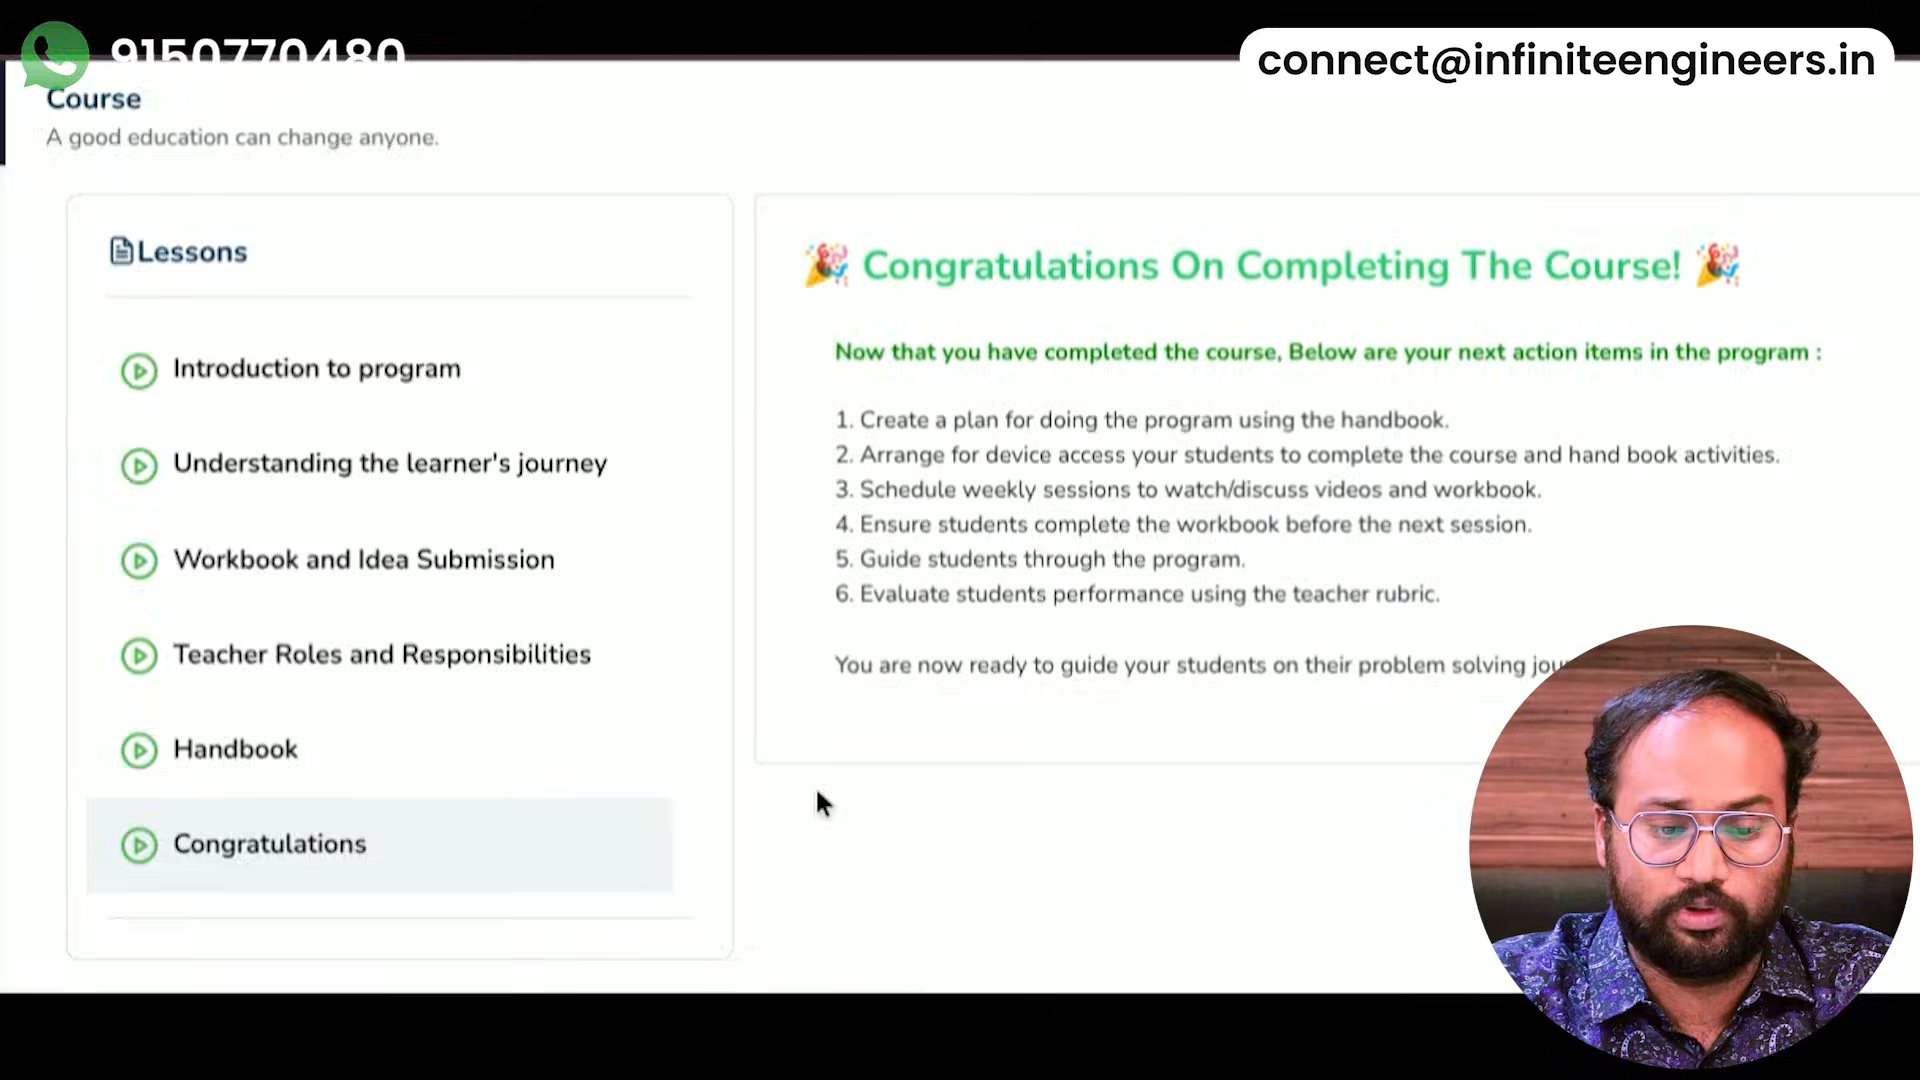 9150770480
connect@infiniteengineers.in
Course
A good education can change anyone.
Lessons
Introduction to program
Understanding the learner's journey
Workbook and Idea Submission
Teacher Roles and Responsibilities
Handbook
Congratulations
🎉 Congratulations On Completing The Course! 🎉
Now that you have completed the course, Below are your next action items in the program :
1. Create a plan for doing the program using the handbook.
2. Arrange for device access your students to complete the course and hand book activities.
3. Schedule weekly sessions to watch/discuss videos and workbook.
4. Ensure students complete the workbook before the next session.
5. Guide students through the program.
6. Evaluate students performance using the teacher rubric.
You are now ready to guide your students on their problem solving